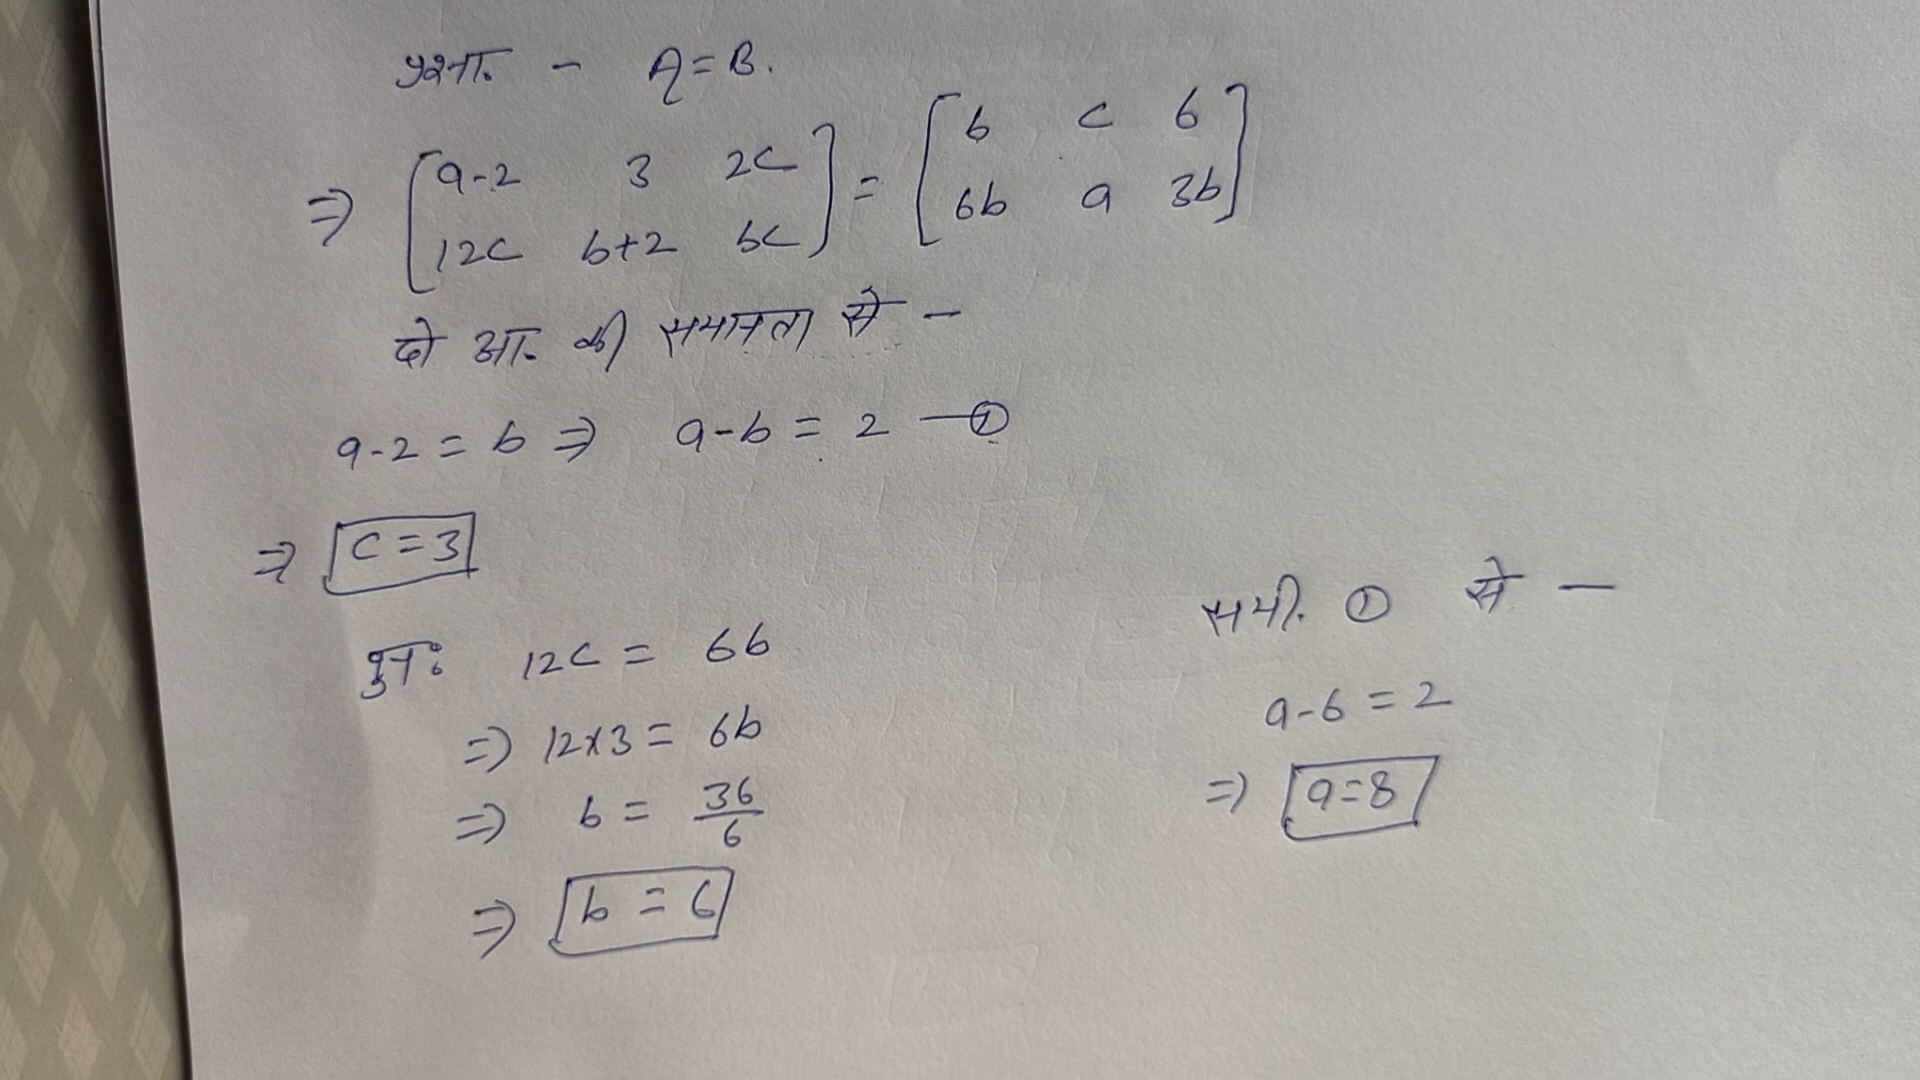 प्रश्ना. - A = B.
⇒ [a-2 3 2c] = [b c 6]
[12c b+2 bc] [6b a 3b]
दो आ. की समानता से -
a-2 = b ⇒ a-b = 2 —①
⇒ c = 3
पुनः 12c = 6b
⇒ 12×3 = 6b
⇒ b = 36/6
⇒ b = 6
समी. ① से —
a-6 = 2
⇒ a=8